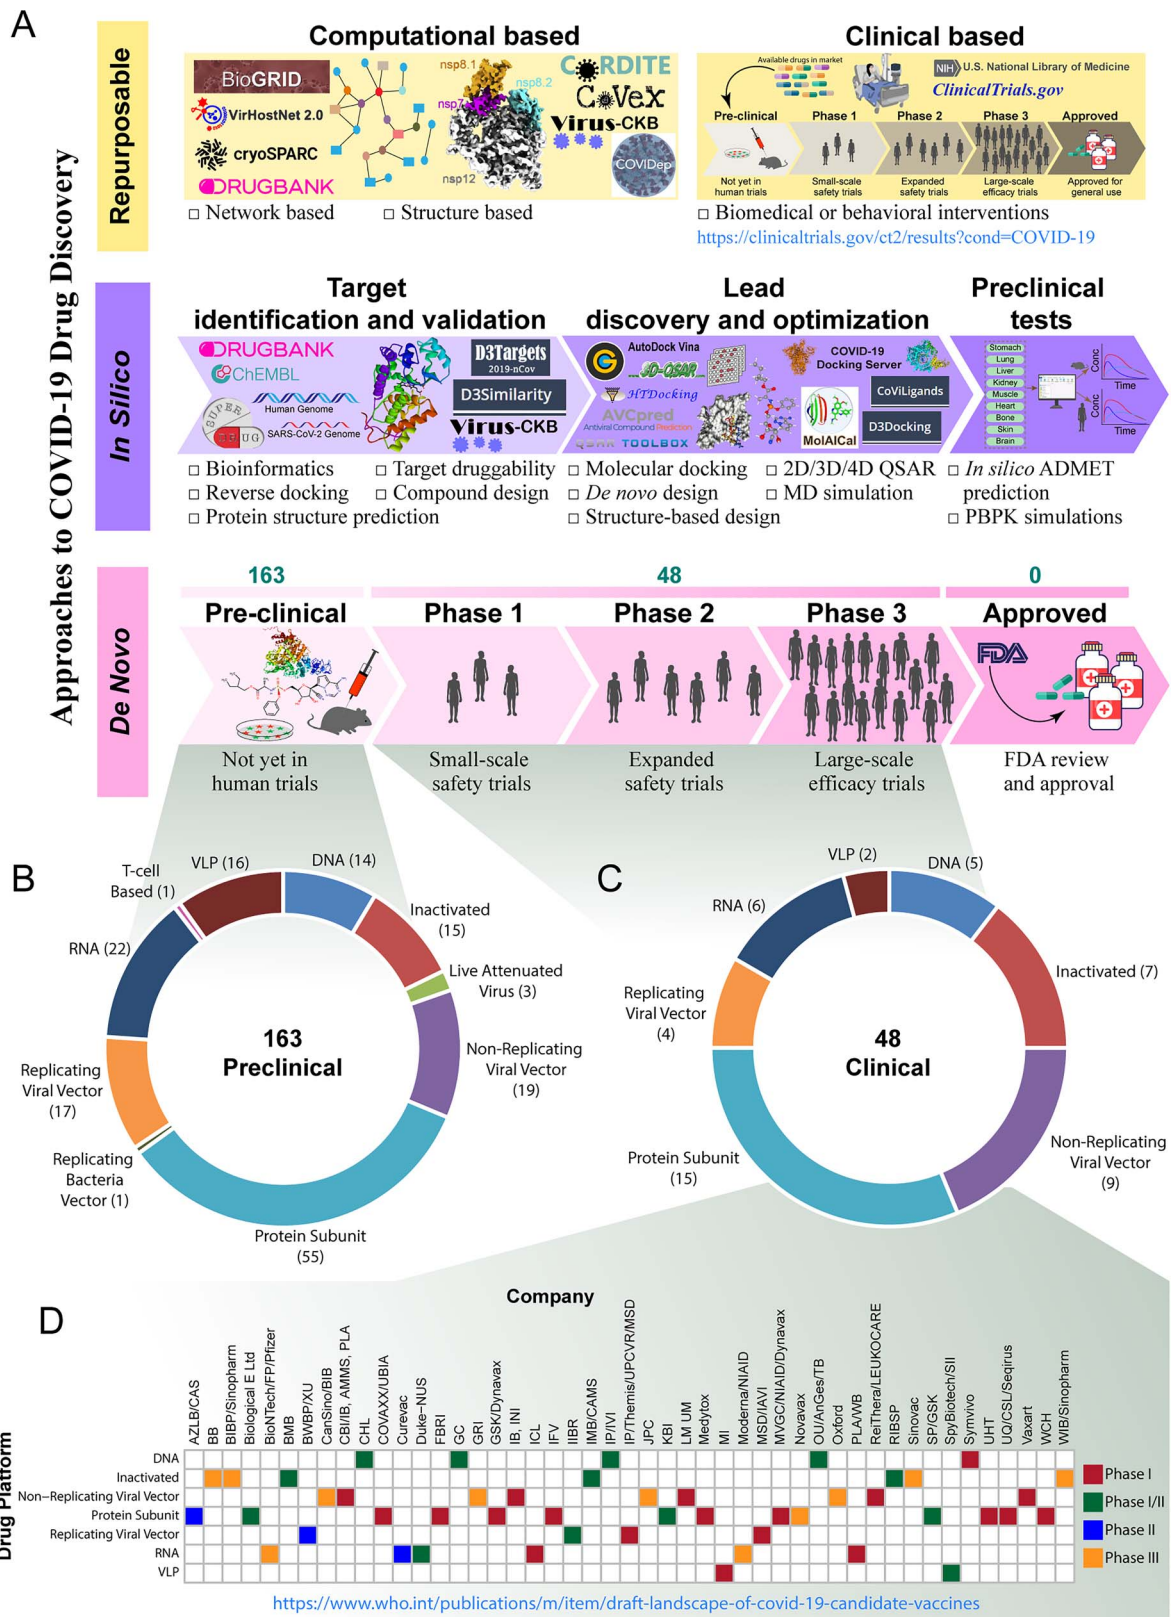 A
Approaches to COVID-19 Drug Discovery
Repurposable
Computational based
BioGRID
VirHostNet 2.0
cryoSPARC
DRUGBANK
nsp8.1
nsp8.2
nsp7
nsp12
CORDITE
CoVex
Virus-CKB
COVIDep
□ Network based
□ Structure based
Clinical based
Available drugs in market
NIH U.S. National Library of Medicine
ClinicalTrials.gov
Pre-clinical
Phase 1
Phase 2
Phase 3
Approved
Not yet in
human trials
Small-scale
safety trials
Expanded
safety trials
Large-scale
efficacy trials
Approved for
general use
□ Biomedical or behavioral interventions
https://clinicaltrials.gov/ct2/results?cond=COVID-19
In Silico
Target
identification and validation
DRUGBANK
ChEMBL
SUPER
DRUG
Human Genome
SARS-CoV-2 Genome
D3Targets
2019-nCov
D3Similarity
Virus-CKB
□ Bioinformatics
□ Target druggability
□ Reverse docking
□ Compound design
□ Protein structure prediction
Lead
discovery and optimization
AutoDock Vina
3D-QSAR
HTDocking
AVCpred
Antiviral Compound Prediction
QSAR TOOLBOX
COVID-19
Docking Server
CoViLigands
MolAICal
D3Docking
□ Molecular docking
□ 2D/3D/4D QSAR
□ De novo design
□ MD simulation
□ Structure-based design
Preclinical
tests
Stomach
Lung
Liver
Kidney
Muscle
Heart
Bone
Skin
Brain
Conc
Time
Conc
Time
□ In silico ADMET
prediction
□ PBPK simulations
De Novo
163
48
0
Pre-clinical
Phase 1
Phase 2
Phase 3
Approved
FDA
Not yet in
human trials
Small-scale
safety trials
Expanded
safety trials
Large-scale
efficacy trials
FDA review
and approval
B
VLP (16)
DNA (14)
T-cell
Based (1)
Inactivated
(15)
RNA (22)
Live Attenuated
Virus (3)
163
Preclinical
Non-Replicating
Viral Vector
(19)
Replicating
Viral Vector
(17)
Replicating
Bacteria
Vector (1)
Protein Subunit
(55)
C
VLP (2)
DNA (5)
RNA (6)
Inactivated (7)
Replicating
Viral Vector
(4)
48
Clinical
Protein Subunit
(15)
Non-Replicating
Viral Vector
(9)
D
Company
AZLB/CAS
BB
BIBP/Sinopharm
Biological E Ltd
BioNTech/FP/Pfizer
BMB
BWBP/XU
CanSino/BIB
CBI/IB, AMMS, PLA
CHL
COVAXX/UBIA
Curevac
Duke−NUS
FBRI
GC
GRI
GSK/Dynavax
IB, INI
ICL
IFV
IIBR
IMB/CAMS
IP/IVI
IP/Themis/UPCVR/MSD
JPC
KBI
LM UM
Medetox
MI
Moderna/NIAID
MSD/IAVI
MVGC/NIAID/Dynavax
Novavax
OU/AnGes/TB
Oxford
PLA/WB
ReiThera/LEUKOCARE
RIBSP
Sinovac
SP/GSK
SpyBiotech/SII
Symvivo
UHT
UQ/CSL/Seqirus
Vaxart
WCH
WIB/Sinopharm
Drug Platform
DNA
Inactivated
Non−Replicating Viral Vector
Protein Subunit
Replicating Viral Vector
RNA
VLP
Phase I
Phase I/II
Phase II
Phase III
https://www.who.int/publications/m/item/draft-landscape-of-covid-19-candidate-vaccines